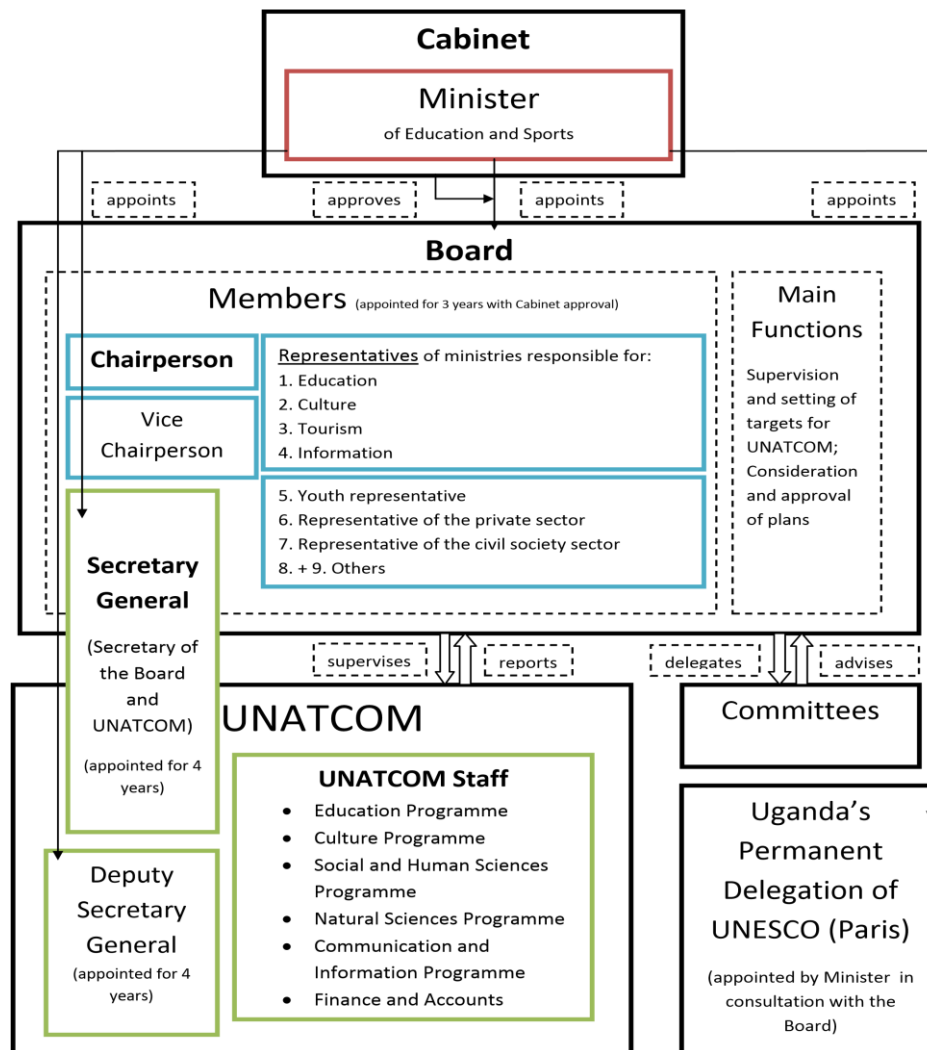 Cabinet
Minister
of Education and Sports
appoints
approves
appoints
appoints
Board
Members (appointed for 3 years with Cabinet approval)
Chairperson
Vice
Chairperson
Representatives of ministries responsible for:
1. Education
2. Culture
3. Tourism
4. Information
5. Youth representative
6. Representative of the private sector
7. Representative of the civil society sector
8. + 9. Others
Main
Functions
Supervision
and setting of
targets for
UNATCOM;
Consideration
and approval
of plans
Secretary
General
(Secretary of
the Board
and
UNATCOM)
(appointed for 4
years)
supervises
reports
delegates
advises
UNATCOM
UNATCOM Staff
• Education Programme
• Culture Programme
• Social and Human Sciences
Programme
• Natural Sciences Programme
• Communication and
Information Programme
• Finance and Accounts
Deputy
Secretary
General
(appointed for 4
years)
Committees
Uganda’s
Permanent
Delegation of
UNESCO (Paris)
(appointed by Minister in
consultation with the
Board)